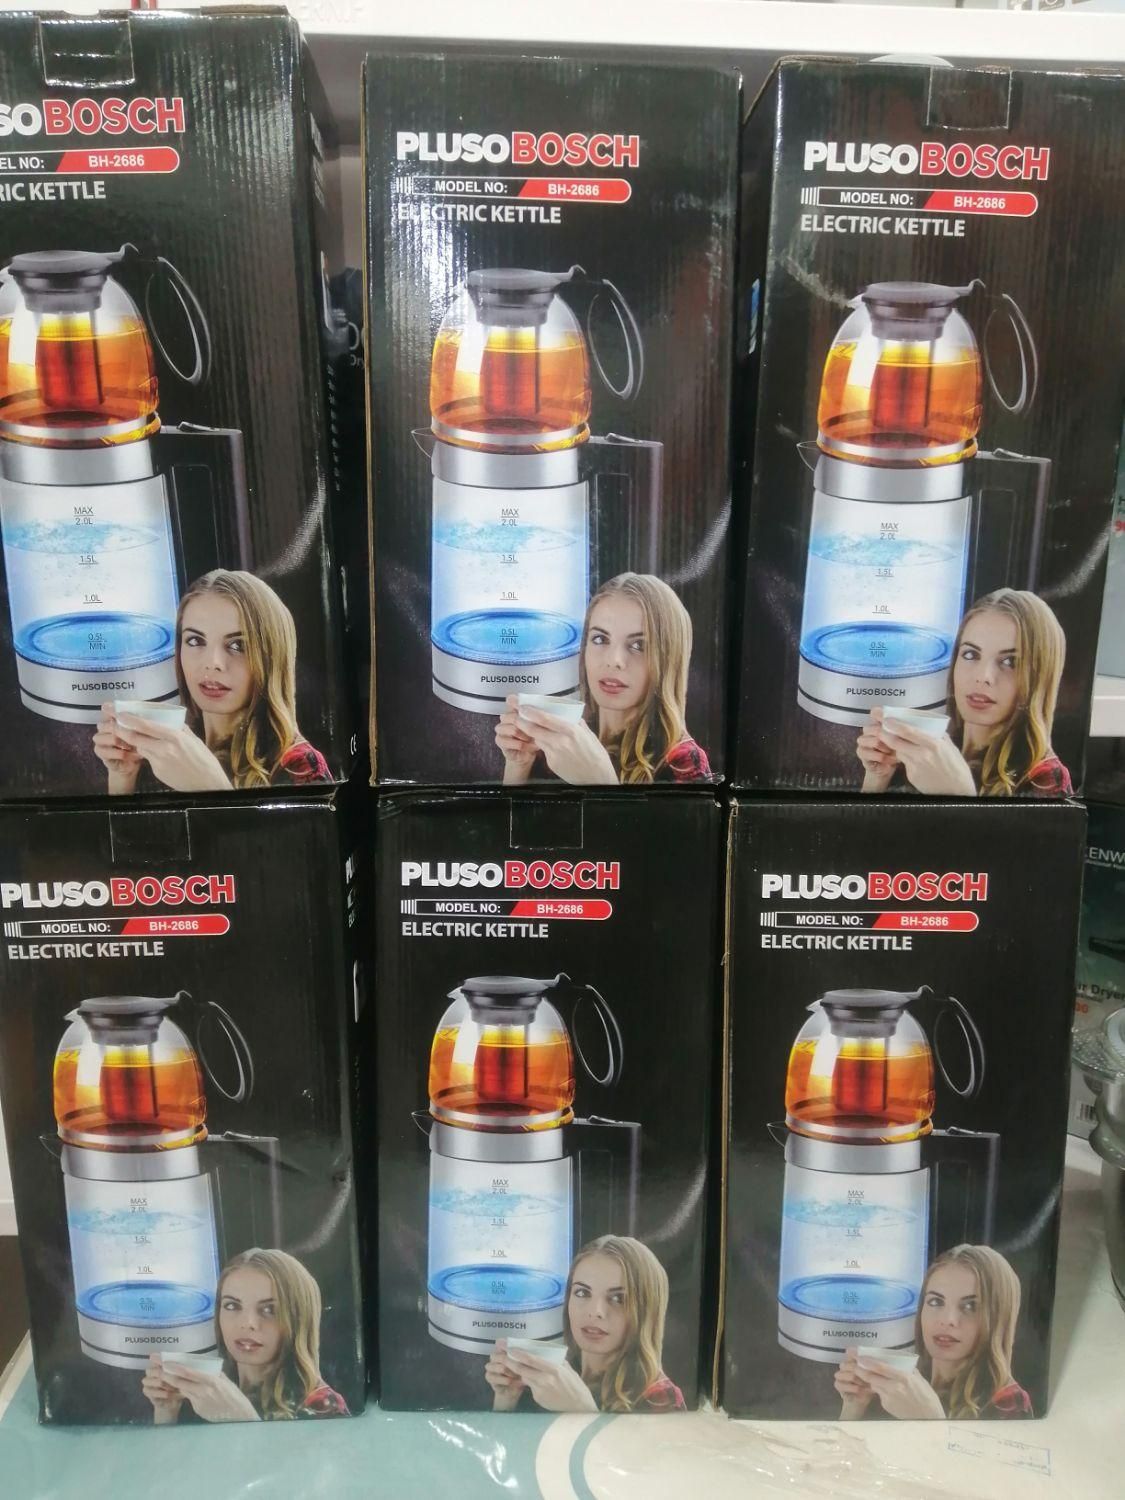 SOBOSCH
EL NO: BH-2686
RIC KETTLE
MAX
2.0L
1.5L
1.0L
0.5L
MIN
PLUSOBOSCH
CE
PLUSOBOSCH
MODEL NO: BH-2686
ELECTRIC KETTLE
MAX
2.0L
1.5L
1.0L
0.5L
MIN
PLUSOBOSCH
PLUSOBOSCH
MODEL NO: BH-2686
ELECTRIC KETTLE
MAX
2.0L
1.5L
1.0L
0.5L
MIN
PLUSOBOSCH
PLUSOBOSCH
MODEL NO: BH-2686
ELECTRIC KETTLE
MAX
2.0L
1.5L
1.0L
0.5L
MIN
PLUSOBOSCH
PLUSOBOSCH
MODEL NO: BH-2686
ELECTRIC KETTLE
MAX
2.0L
1.5L
1.0L
0.5L
MIN
PLUSOBOSCH
PLUSOBOSCH
MODEL NO: BH-2686
ELECTRIC KETTLE
MAX
2.0L
1.5L
1.0L
0.5L
MIN
PLUSOBOSCH
KENW
ir Dryer